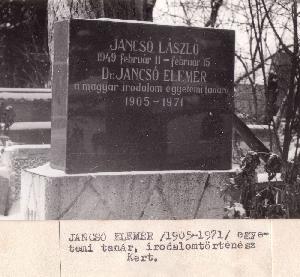 JANCSÓ LÁSZLÓ
1949 február 11 – február 15
Dr. JANCSÓ ELEMÉR
a magyar irodalom egyetemi tanára
1905 – 1971
JANCSÓ ELEMÉR /1905-1971/ egye-
temi tanár, irodalomtörténész
Kert.